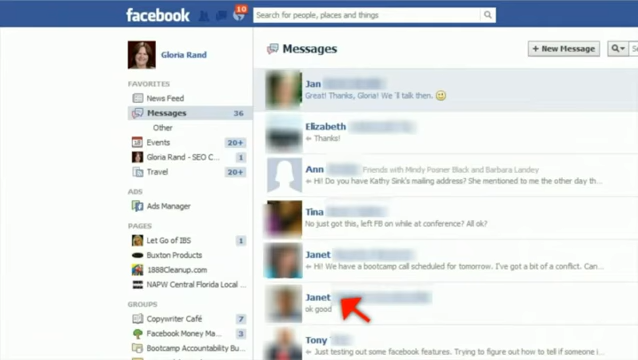 facebook
10
Search for people, places and things
Gloria Rand
FAVORITES
News Feed
Messages 36
Other
Events 20+
Gloria Rand - SEO C... 1
Travel 20+
ADS
Ads Manager
PAGES
Let Go of IBS 1
Buxton Products
1888Cleanup.com
NAPW Central Florida Local ...
GROUPS
Copywriter Café 7
Facebook Money Ma... 3
Bootcamp Accountability Bu...
Messages
+ New Message
Jan
Great! Thanks, Gloria! We'll talk then.
Elizabeth
Thanks!
Ann Friends with Mindy Posner Black and Barbara Landey
Hi! Do you have Kathy Sink's mailing address? She mentioned to me the other day th...
Tina
No just got this, left FB on while at conference? All ok?
Janet
Hi! We have a bootcamp call scheduled for tomorrow. I've got a bit of a conflict. Can...
Janet
ok good
Tony
Just testing out some facebook features. Trying to figure out how to tell if someone i...